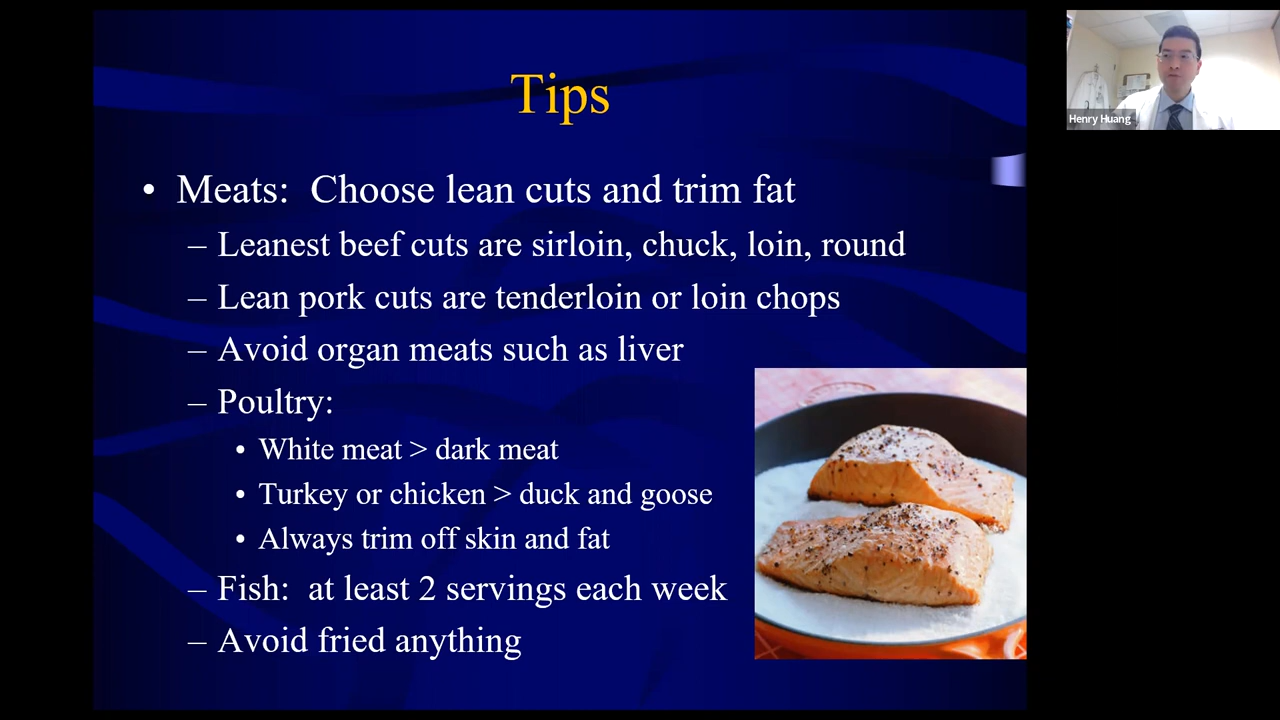 Tips
• Meats:  Choose lean cuts and trim fat
– Leanest beef cuts are sirloin, chuck, loin, round
– Lean pork cuts are tenderloin or loin chops
– Avoid organ meats such as liver
– Poultry:
• White meat > dark meat
• Turkey or chicken > duck and goose
• Always trim off skin and fat
– Fish:  at least 2 servings each week
– Avoid fried anything
Henry Huang